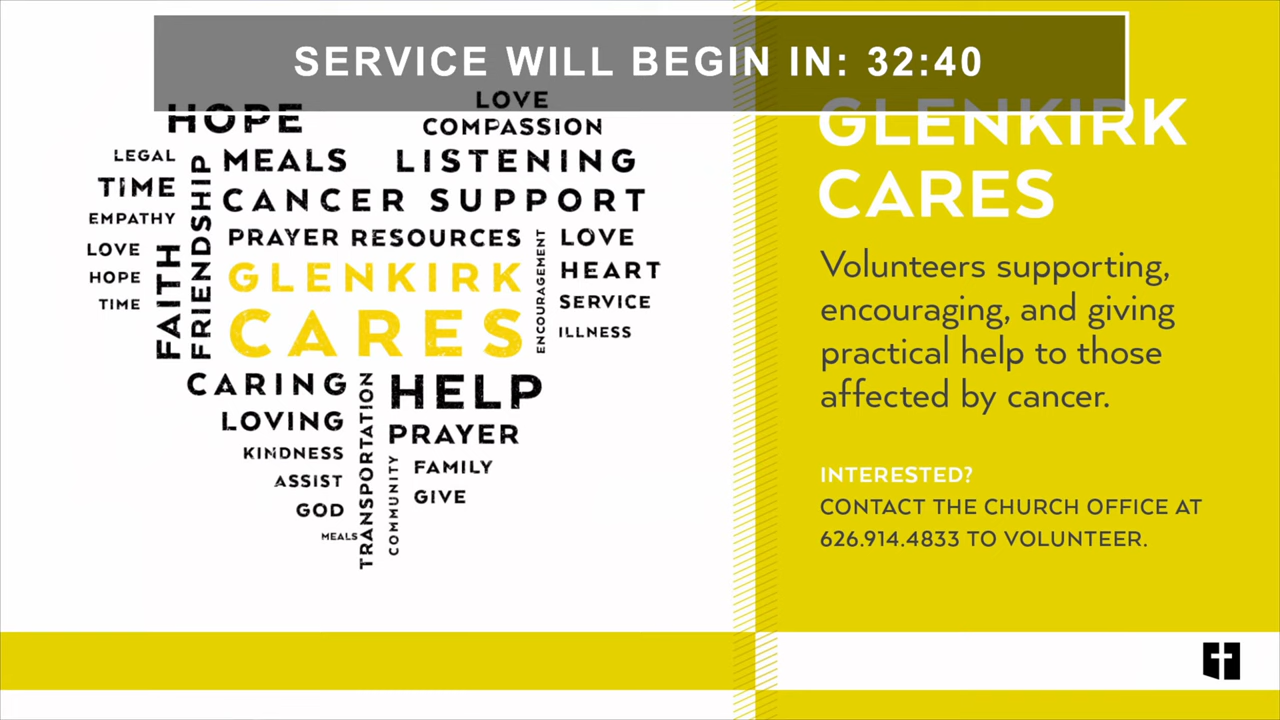 SERVICE WILL BEGIN IN: 32:40
LOVE
HOPE
COMPASSION
LEGAL
MEALS
LISTENING
TIME
FRIENDSHIP
CANCER SUPPORT
EMPATHY
PRAYER RESOURCES
LOVE
LOVE
FAITH
GLENKIRK
ENCOURAGEMENT
HEART
HOPE
SERVICE
TIME
CARES
ILLNESS
CARING
HELP
LOVING
TRANSPORTATION
PRAYER
KINDNESS
FAMILY
ASSIST
COMMUNITY
GIVE
GOD
MEALS
GLENKIRK
CARES
Volunteers supporting,
encouraging, and giving
practical help to those
affected by cancer.
INTERESTED?
CONTACT THE CHURCH OFFICE AT
626.914.4833 TO VOLUNTEER.